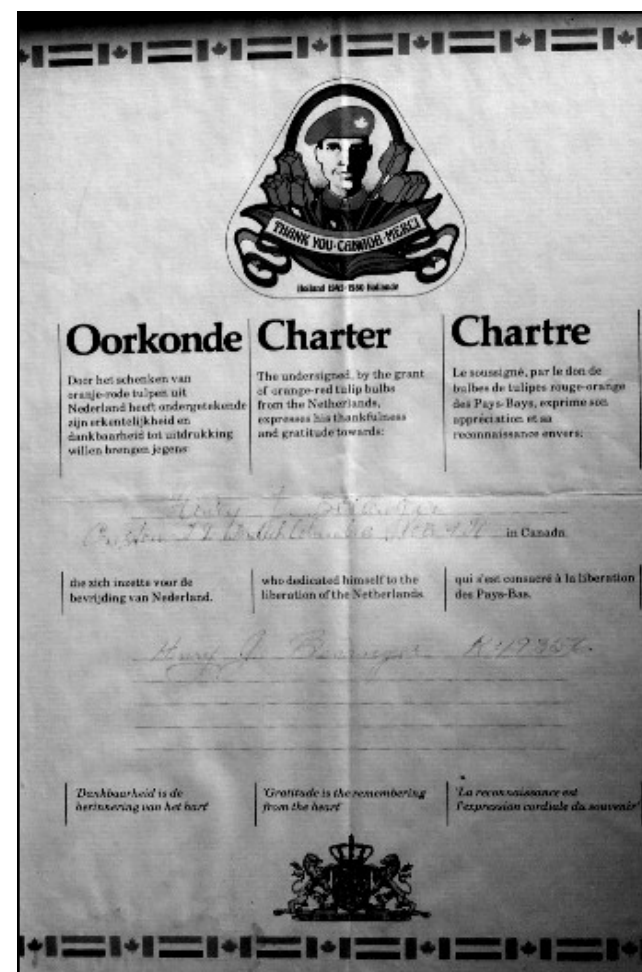 THANK YOU-CANADA-MERCI
Holland 1945-1980 Hollande
Oorkonde
Door het schenken van
oranje-rode tulpen uit
Nederland heeft ondergetekende
zijn erkentelijkheid en
dankbaarheid tot uitdrukking
willen brengen jegens
Charter
The undersigned, by the grant
of orange-red tulip bulbs
from the Netherlands,
expresses his thankfulness
and gratitude towards:
Chartre
Le soussigné, par le don de
bulbes de tulipes rouge-orange
des Pays-Bays, exprime son
appréciation et sa
reconnaissance envers:
Henry
in Canada
die zich inzette voor de
bevrijding van Nederland.
who dedicated himself to the
liberation of the Netherlands
qui s'est consacré à la liberation
des Pays-Bas.
Henry J.
'Dankbaarheid is de
herinnering van het hart'
'Gratitude is the remembering
from the heart'
'La reconnaissance est
l'expression cordiale du souvenir'